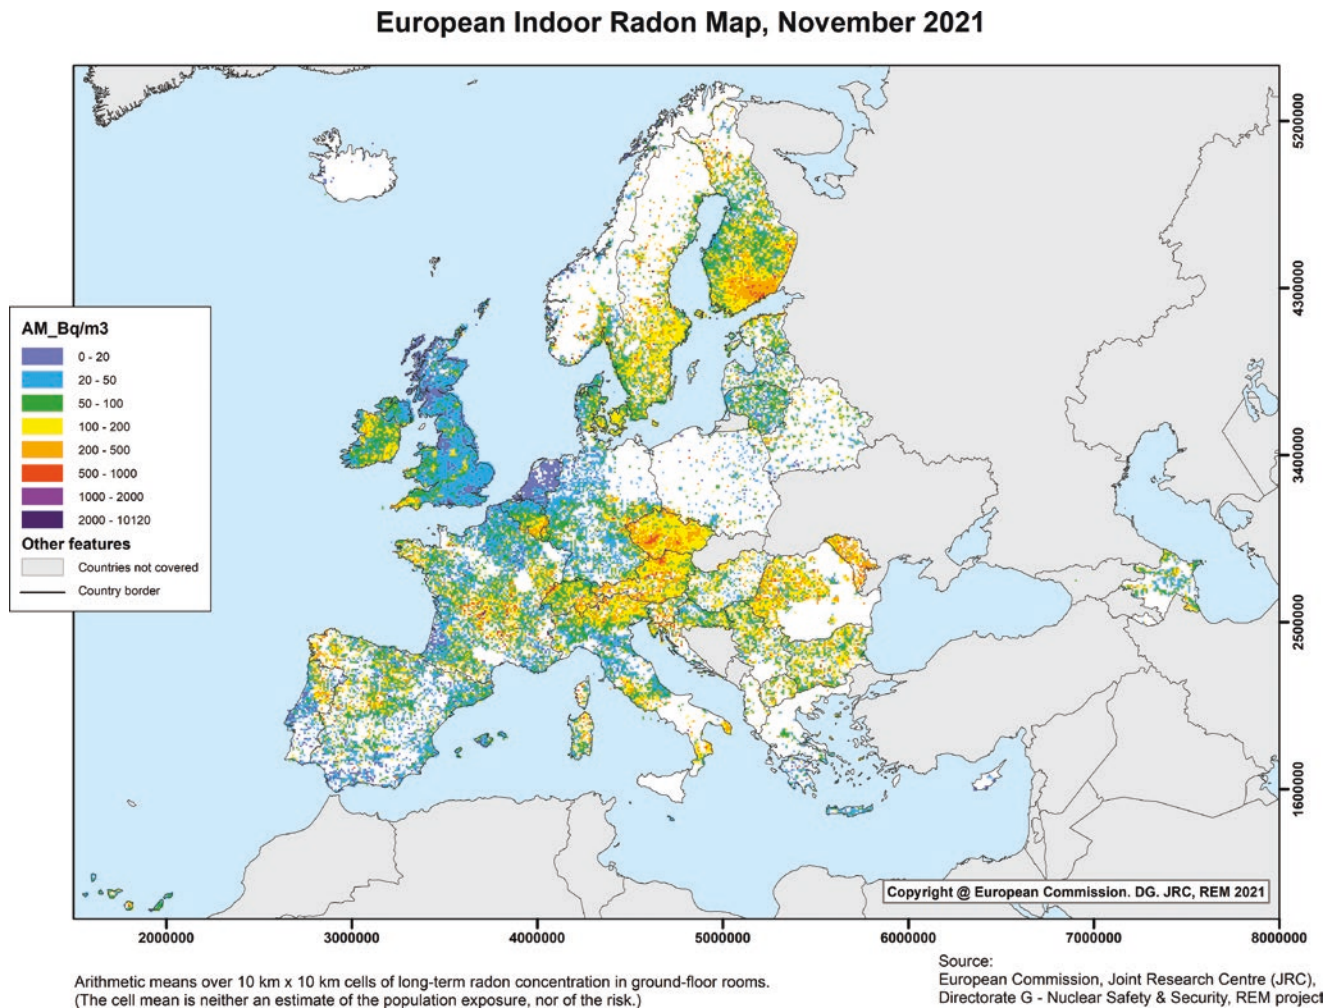 European Indoor Radon Map, November 2021
AM_Bq/m3
0 - 20
20 - 50
50 - 100
100 - 200
200 - 500
500 - 1000
1000 - 2000
2000 - 10120
Other features
Countries not covered
Country border
5200000
4300000
3400000
2500000
1600000
Copyright @ European Commission. DG. JRC, REM 2021
2000000
3000000
4000000
5000000
6000000
7000000
8000000
Arithmetic means over 10 km x 10 km cells of long-term radon concentration in ground-floor rooms.
(The cell mean is neither an estimate of the population exposure, nor of the risk.)
Source:
European Commission, Joint Research Centre (JRC),
Directorate G - Nuclear Safety & Security, REM project